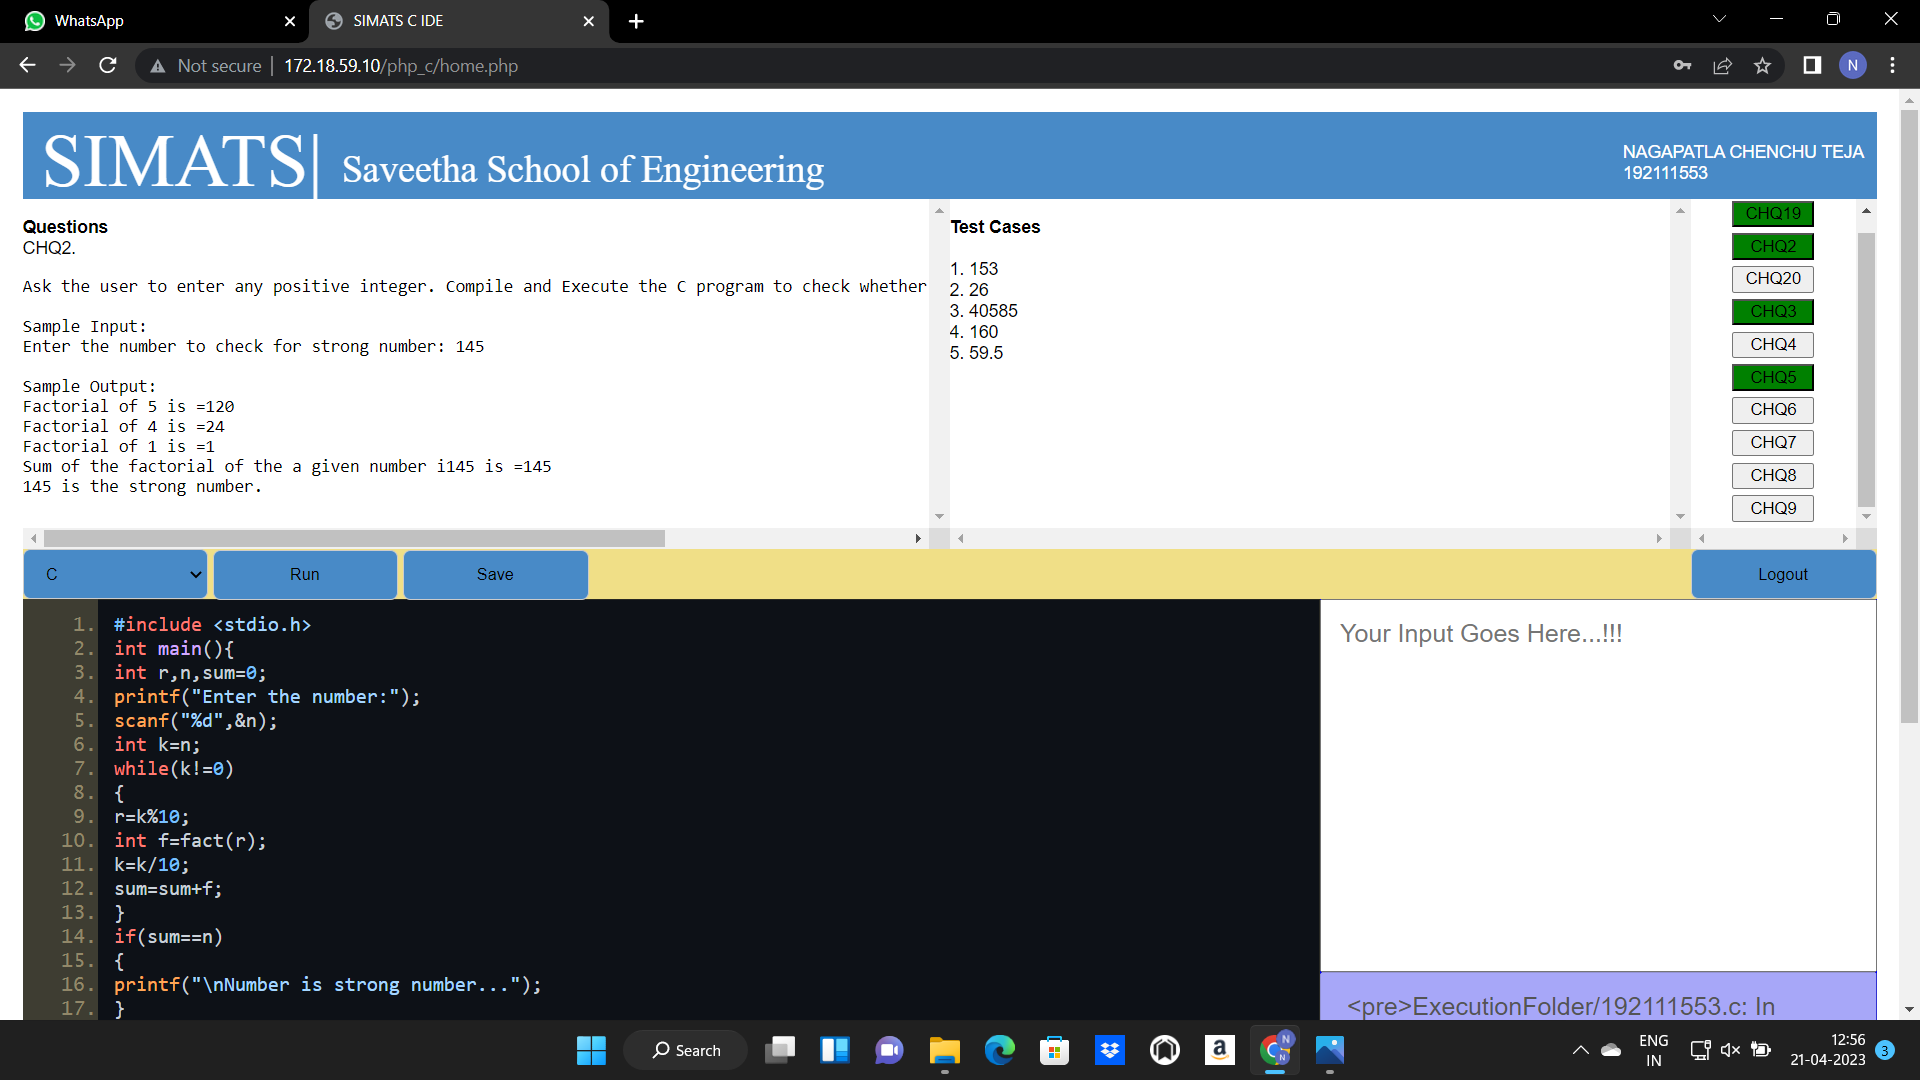 WhatsApp
SIMATS C IDE
Not secure | 172.18.59.10/php_c/home.php
N
SIMATS| Saveetha School of Engineering
NAGAPATLA CHENCHU TEJA
192111553
Questions
CHQ2.
Ask the user to enter any positive integer. Compile and Execute the C program to check whether
Sample Input:
Enter the number to check for strong number: 145
Sample Output:
Factorial of 5 is =120
Factorial of 4 is =24
Factorial of 1 is =1
Sum of the factorial of the a given number i145 is =145
145 is the strong number.
Test Cases
1. 153
2. 26
3. 40585
4. 160
5. 59.5
CHQ19
CHQ2
CHQ20
CHQ3
CHQ4
CHQ5
CHQ6
CHQ7
CHQ8
CHQ9
C
Run
Save
Logout
1. #include <stdio.h>
2. int main(){
3. int r,n,sum=0;
4. printf("Enter the number:");
5. scanf("%d",&n);
6. int k=n;
7. while(k!=0)
8. {
9. r=k%10;
10. int f=fact(r);
11. k=k/10;
12. sum=sum+f;
13. }
14. if(sum==n)
15. {
16. printf("\nNumber is strong number...");
17. }
Your Input Goes Here...!!!
<pre>ExecutionFolder/192111553.c: In
Search
a
N
N
ENG
IN
12:56
21-04-2023
3